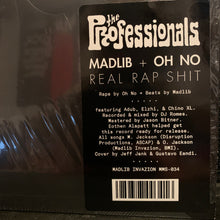 the
Professionals
MADLIB + OH NO
REAL RAP SHIT
Raps by Oh No • Beats by Madlib
featuring Adub, Elzhi, & Chino XL.
Recorded & mixed by DJ Romes.
Mastered by Jason Bitner.
Eothen Alapatt helped get
this record ready for release.
All songs M. Jackson (Disruption
Productions, ASCAP) & O. Jackson
(Madlib Invasion, BMI).
Cover by Jeff Jank & Gustavo Eandi.
MADLIB INVASION MMS-034